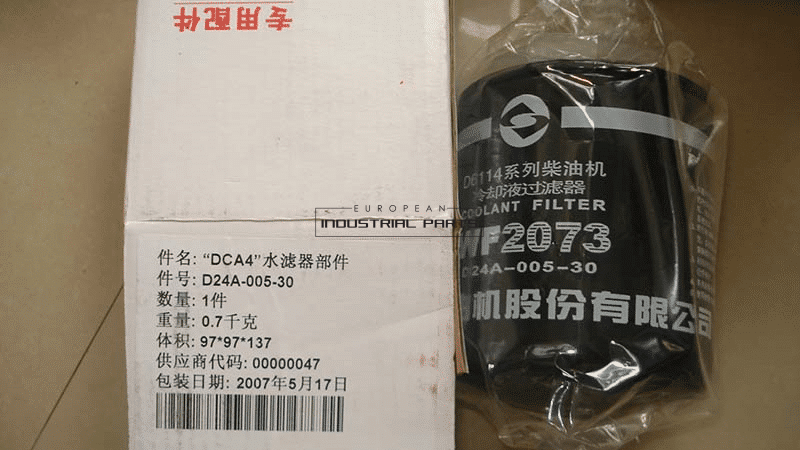 专用配件
件名: “DCA4”水滤器部件
件号: D24A-005-30
数量: 1件
重量: 0.7千克
体积: 97*97*137
供应商代码: 00000047
包装日期: 2007年5月17日
D6114系列柴油机
冷却液过滤器
COOLANT FILTER
WF2073
D24A-005-30
机股份有限公司
EUROPEAN
INDUSTRIAL PARTS